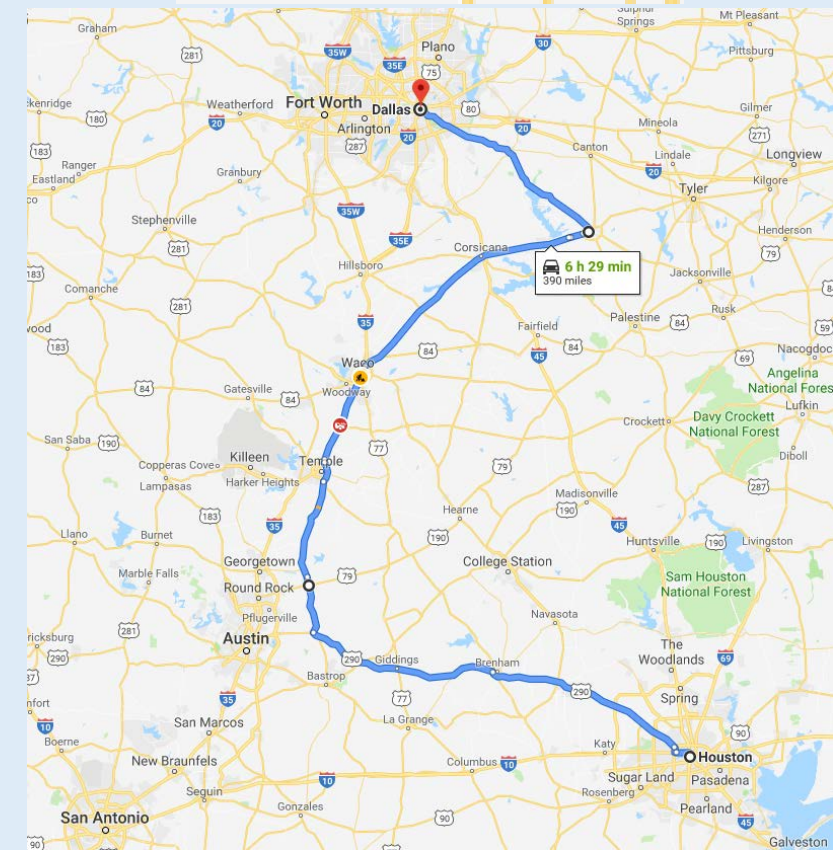 Sulphur
Springs
Mt Pleasant
Graham
35W
Plano
30
281
35E
75
Pittsburg
Weatherford
Fort Worth
Dallas
80
Gilmer
180
20
Arlington
20
20
Mineola
271
183
287
Canton
Lindale
Longview
Ranger
Eastland
Granbury
20
Kilgore
Tyler
35W
Stephenville
281
35E
Henderson
Corsicana
79
Hillsboro
6 h 29 min
390 miles
183
Jacksonville
Comanche
281
35
Palestine
84
Rusk
Fairfield
59
183
45
84
Waco
84
69
Nacogdoc
Angelina
National Fores
84
Gatesville
84
Woodway
Lufkin
Crockett
Davy Crockett
National Forest
San Saba
190
77
Killeen
Temple
79
Diboll
Copperas Cove
Harker Heights
Lampasas
287
Madisonville
190
183
Hearne
45
Llano
Burnet
35
190
Huntsville
190
Livingston
Georgetown
College Station
Marble Falls
Round Rock
79
Sam Houston
National Forest
Pflugerville
Navasota
281
ricksburg
Austin
290
The
Woodlands
69
290
Giddings
Brenham
Bastrop
Spring
35
77
290
La Grange
San Marcos
90
10
Boerne
Katy
Houston
New Braunfels
Columbus
10
Sugar Land
Pasadena
10
Seguin
Rosenberg
Gonzales
Pearland
San Antonio
90
45
90
Galveston